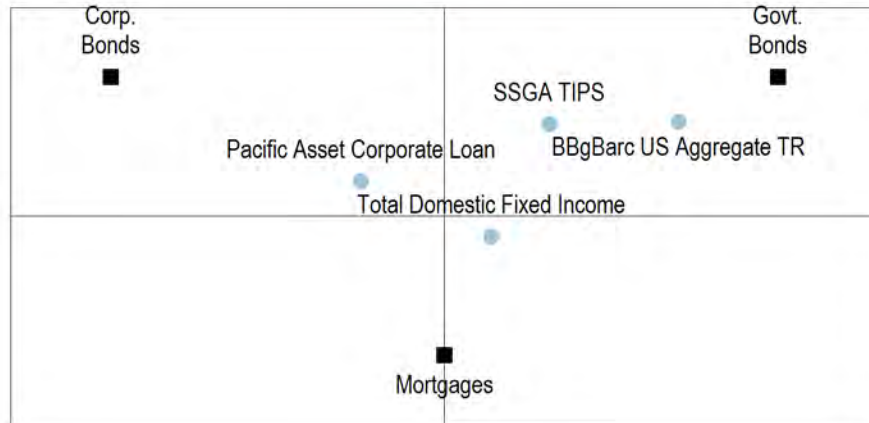 Corp.
Bonds
Govt.
Bonds
SSGA TIPS
Pacific Asset Corporate Loan
BBgBarc US Aggregate TR
Total Domestic Fixed Income
Mortgages